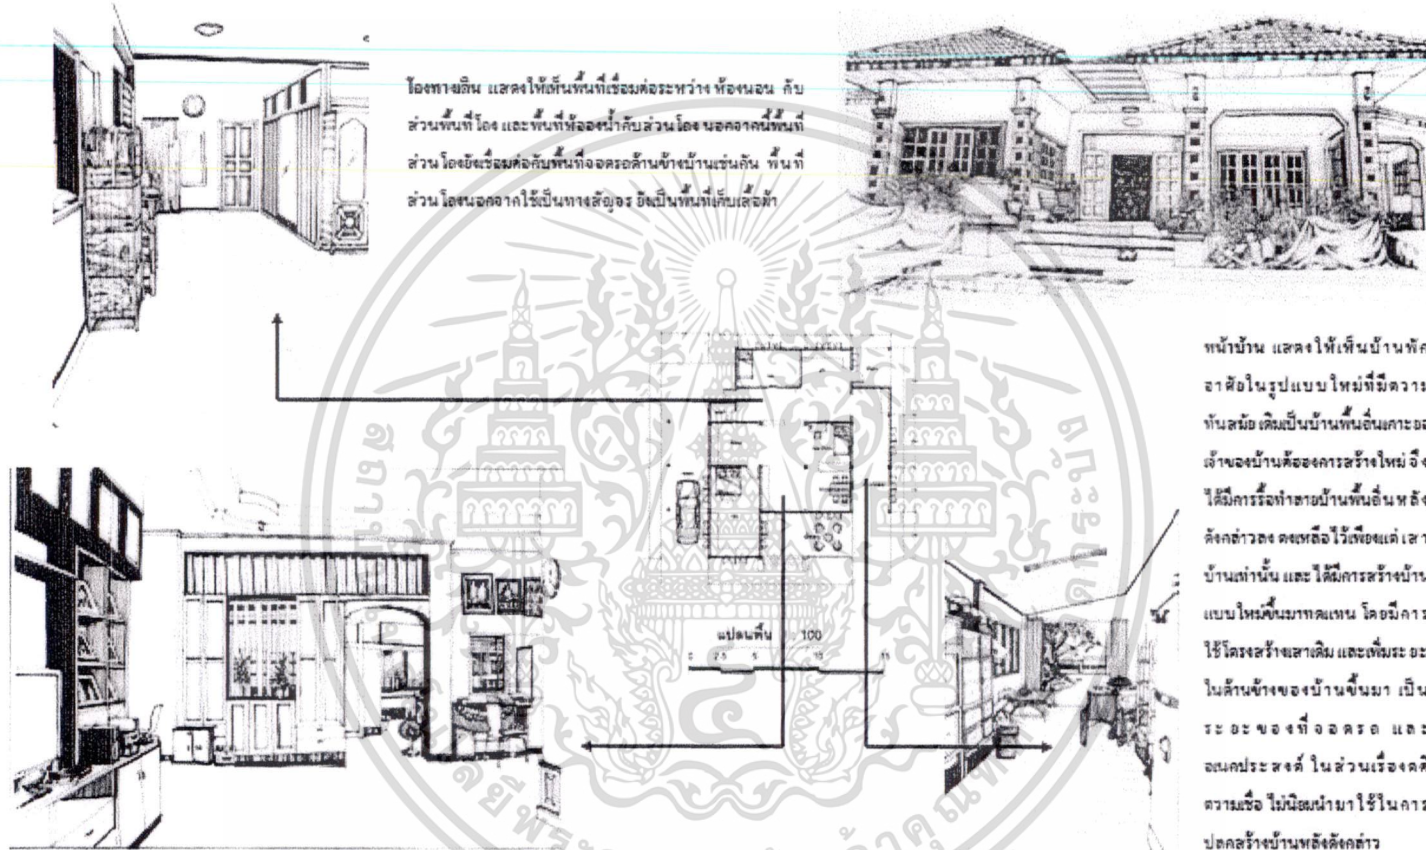 โถงทางเดิน แสดงให้เห็นพื้นที่เชื่อมต่อระหว่าง ห้องนอน กับ
ส่วนพื้นที่โถง และพื้นที่ห้องน้ำกับส่วนโถง นอกจากนี้พื้นที่
ส่วนโถงยังเชื่อมต่อกับพื้นที่จอดรถด้านข้างบ้านเช่นกัน พื้นที่
ส่วนโถงนอกจากใช้เป็นทางสัญจร ยังเป็นพื้นที่เก็บเสื้อผ้า
หน้าบ้าน แสดงให้เห็นบ้านพัก
อาศัยในรูปแบบใหม่ที่มีความ
ทันสมัย เดิมเป็นบ้านพื้นถิ่นเกาะยอ
เจ้าของบ้านต้องการสร้างใหม่ จึง
ได้มีการรื้อทำลายบ้านพื้นถิ่นหลัง
ดังกล่าวลง คงเหลือไว้เพียงแต่ เสา
บ้านเท่านั้น และ ได้มีการสร้างบ้าน
แบบใหม่ขึ้นมาทดแทน โดยมีการ
ใช้โครงสร้างเสาเดิม และเพิ่มระยะ
ในด้านข้างของบ้านขึ้นมา เป็น
ระยะของที่จอดรถ และ
อเนคประสงค์ ในส่วนเรื่องคติ
ความเชื่อ ไม่นิยมนำมาใช้ในการ
ปลูกสร้างบ้านหลังดังกล่าว
แปลนพื้น 100
0 2.5 5 10 15